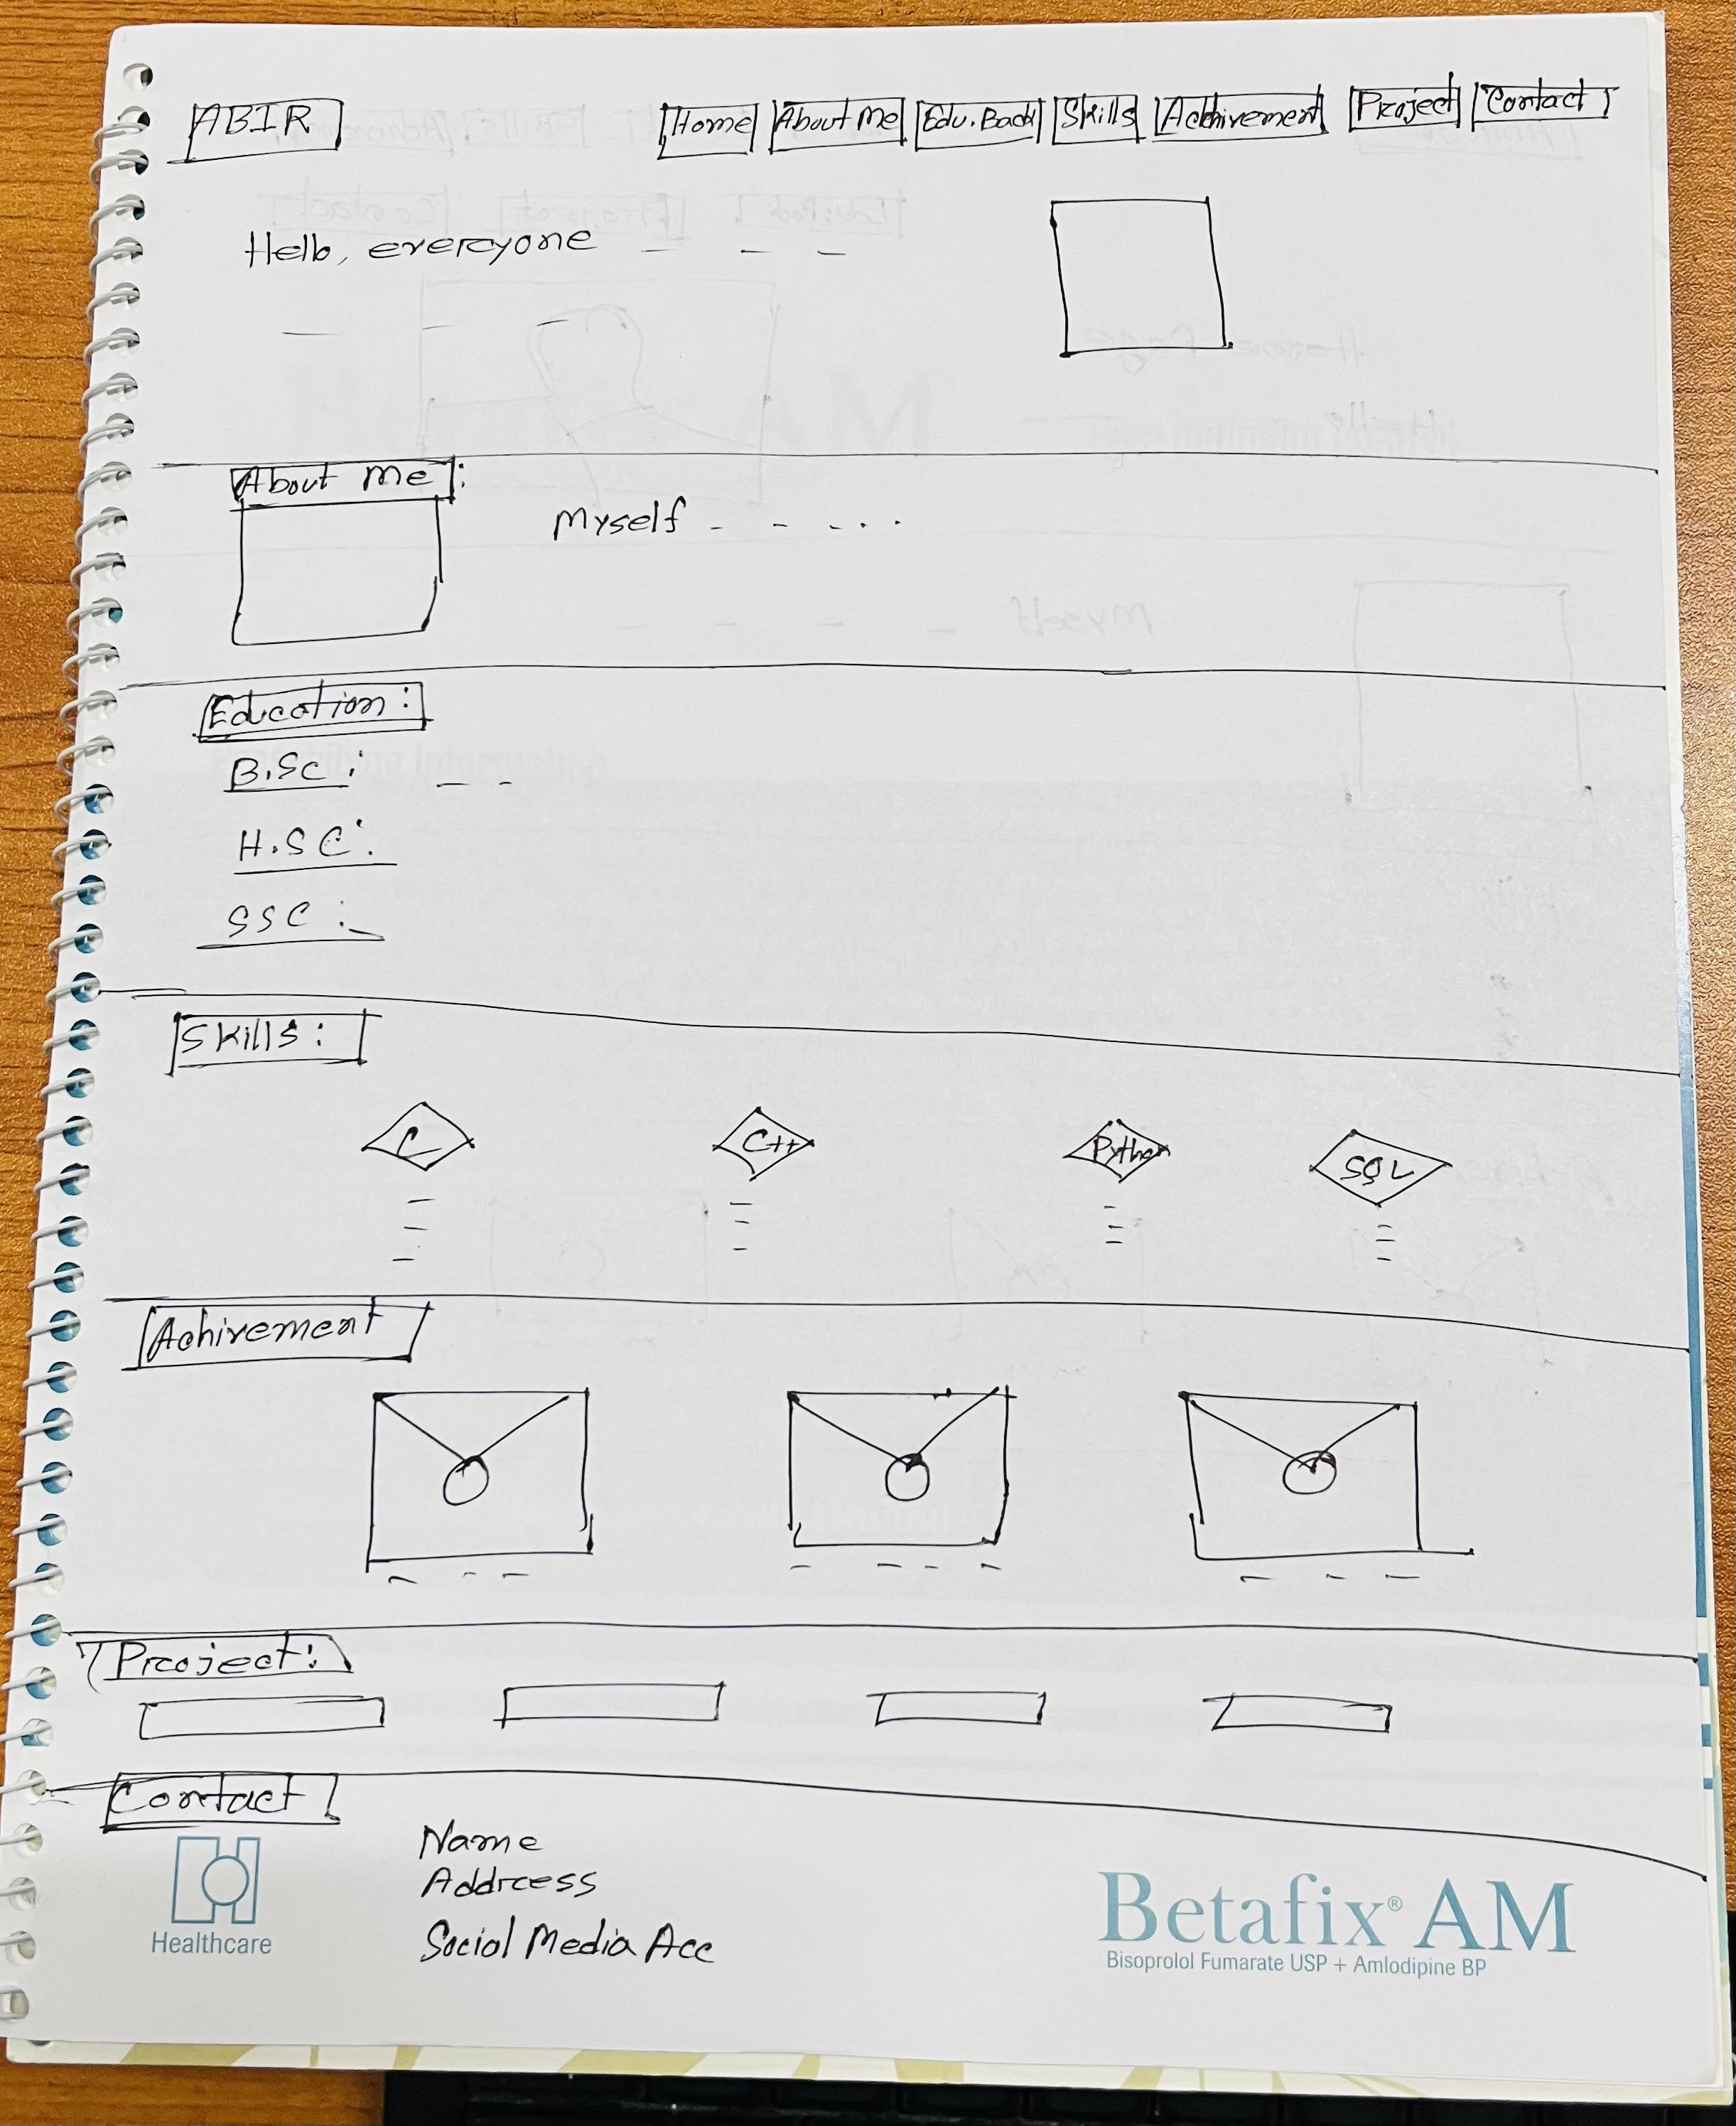 ABIR Home About Me Edu. Back Skills Achivement Project Contact
Hello, everyone
About Me:
Myself
Education:
B.Sc:
H.SC:
SSC:
Skills:
C C++ Python SQL
Achivement
Project:
Contact
Name
Address
Social Media Acc
Healthcare
Betafix® AM
Bisoprolol Fumarate USP + Amlodipine BP